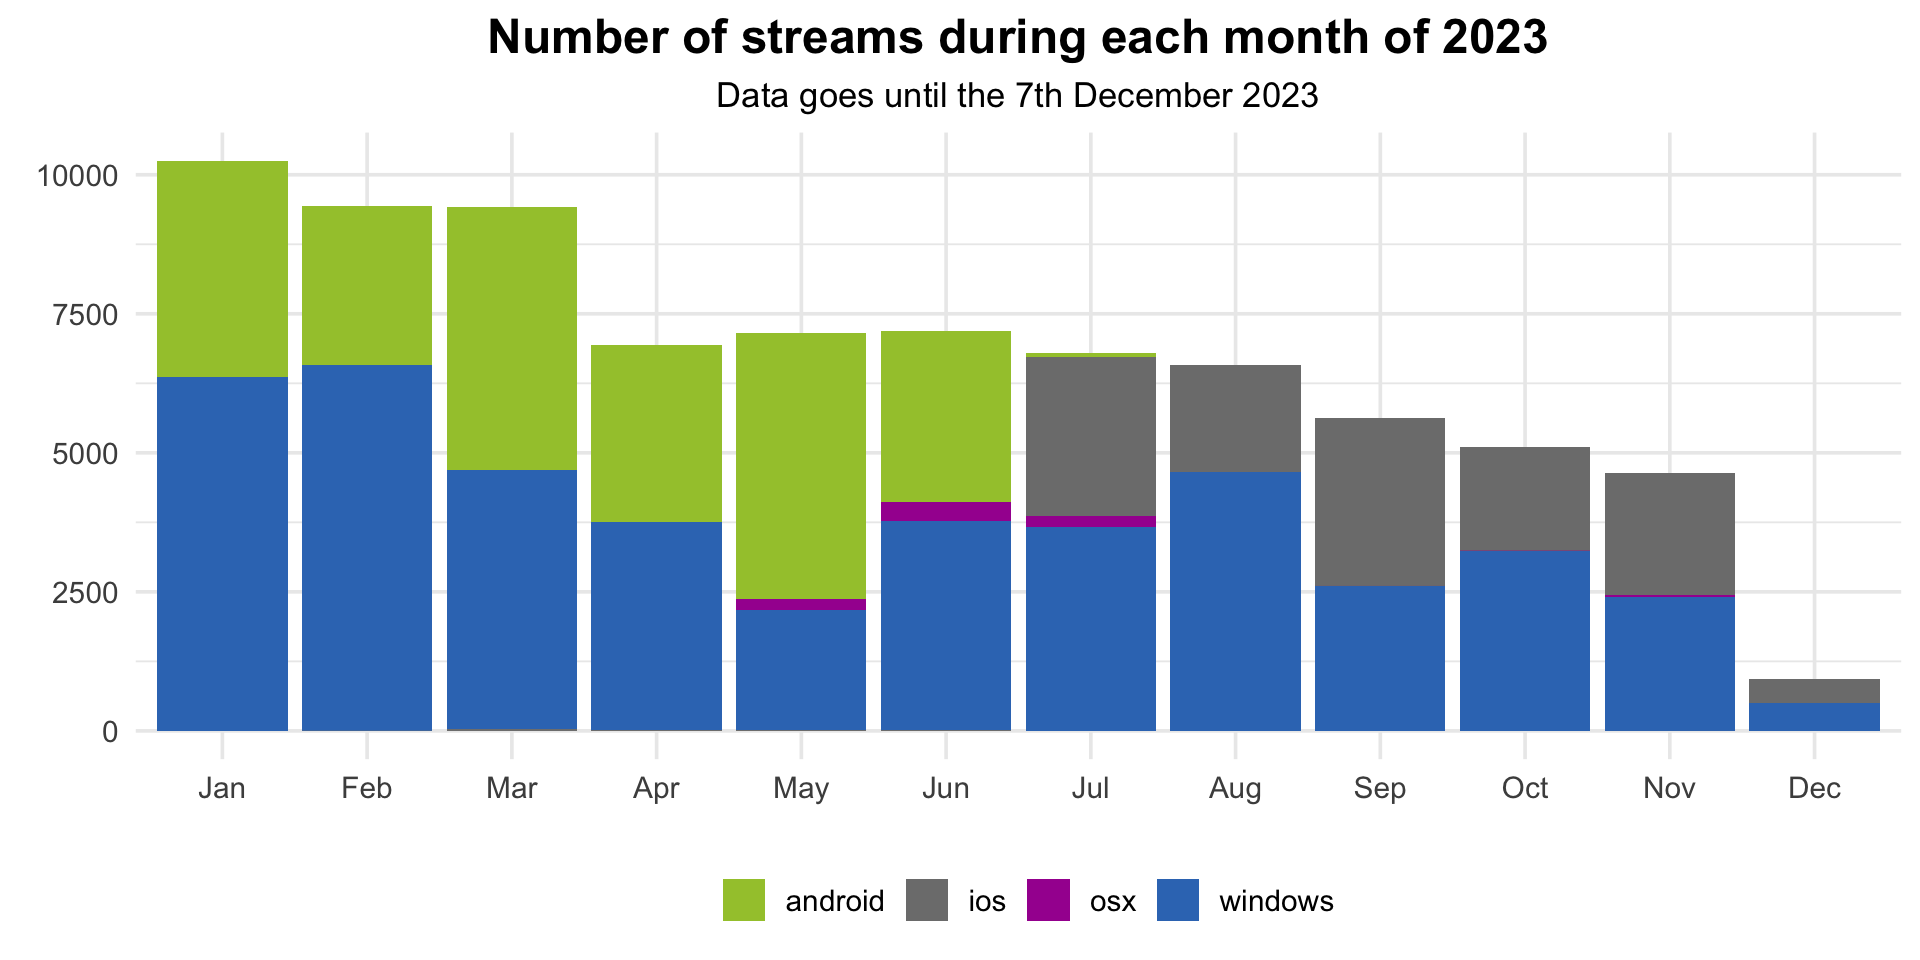 Number of streams during each month of 2023
Data goes until the 7th December 2023
10000
7500
5000
2500
0
Jan Feb Mar Apr May Jun Jul Aug Sep Oct Nov Dec
android ios osx windows